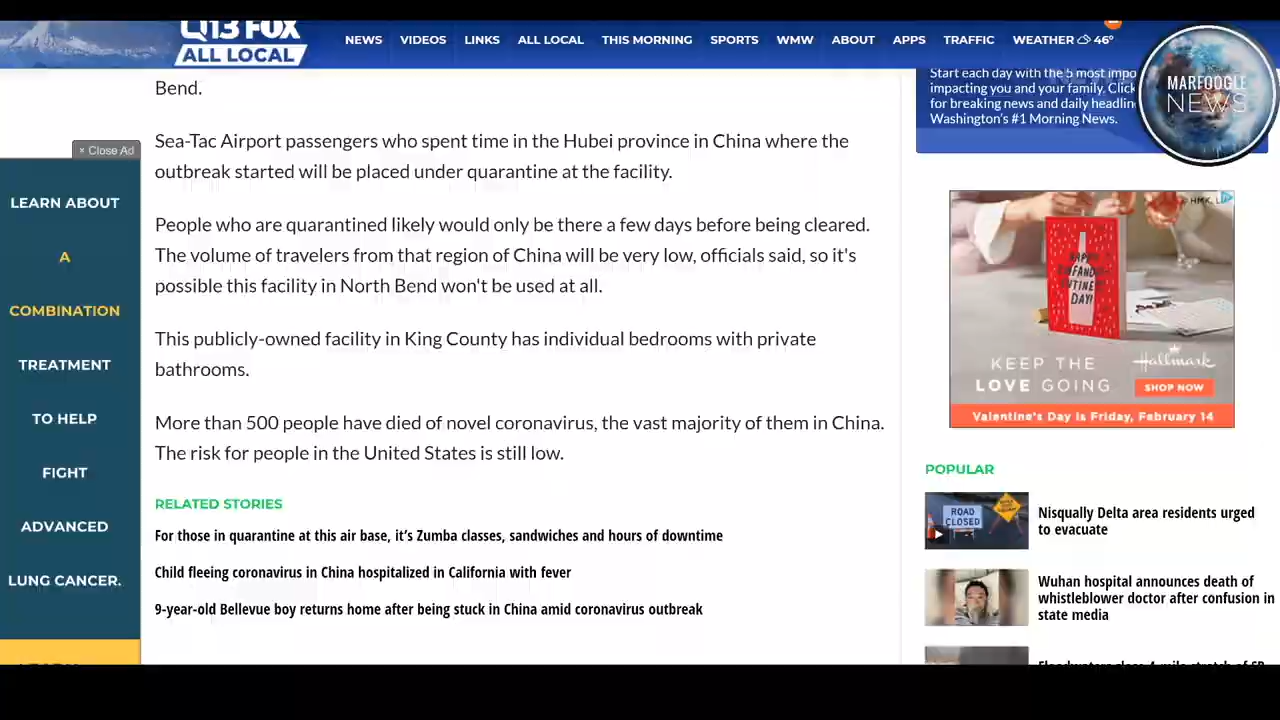 Q13 FOX
ALL LOCAL
NEWS VIDEOS LINKS ALL LOCAL THIS MORNING SPORTS WMW ABOUT APPS TRAFFIC WEATHER 46°
MARFOOGLE
NEWS
Bend.
Sea-Tac Airport passengers who spent time in the Hubei province in China where the
outbreak started will be placed under quarantine at the facility.
People who are quarantined likely would only be there a few days before being cleared.
The volume of travelers from that region of China will be very low, officials said, so it's
possible this facility in North Bend won't be used at all.
This publicly-owned facility in King County has individual bedrooms with private
bathrooms.
More than 500 people have died of novel coronavirus, the vast majority of them in China.
The risk for people in the United States is still low.
RELATED STORIES
For those in quarantine at this air base, it’s Zumba classes, sandwiches and hours of downtime
Child fleeing coronavirus in China hospitalized in California with fever
9-year-old Bellevue boy returns home after being stuck in China amid coronavirus outbreak
× Close Ad
LEARN ABOUT
A
COMBINATION
TREATMENT
TO HELP
FIGHT
ADVANCED
LUNG CANCER.
Start each day with the 5 most impo
impacting you and your family. Click
for breaking news and daily headlin
Washington's #1 Morning News.
KEEP THE
LOVE GOING
Hallmark
SHOP NOW
Valentine's Day is Friday, February 14
POPULAR
ROAD
CLOSED
Nisqually Delta area residents urged
to evacuate
Wuhan hospital announces death of
whistleblower doctor after confusion in
state media